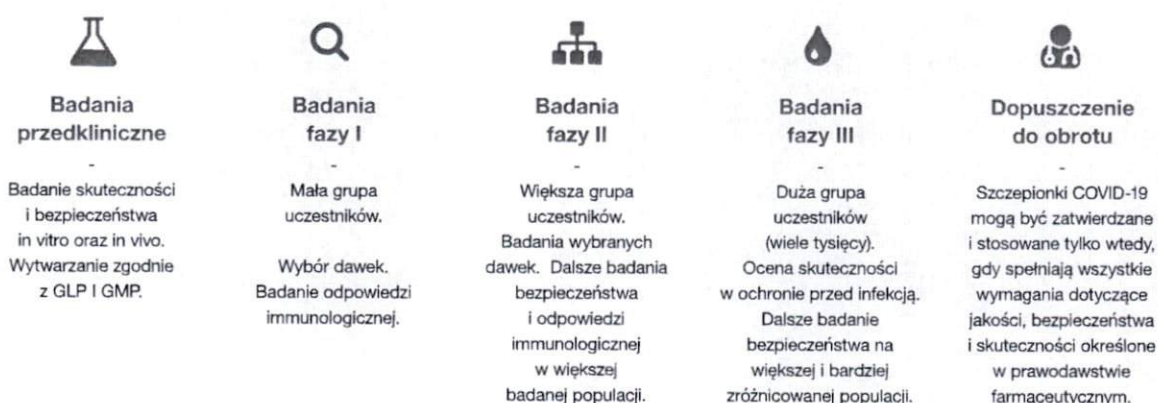 Badania
przedkliniczne
-
Badanie skuteczności
i bezpieczeństwa
in vitro oraz in vivo.
Wytwarzanie zgodnie
z GLP I GMP.
Badania
fazy I
-
Mała grupa
uczestników.
Wybór dawek.
Badanie odpowiedzi
immunologicznej.
Badania
fazy II
-
Większa grupa
uczestników.
Badania wybranych
dawek. Dalsze badania
bezpieczeństwa
i odpowiedzi
immunologicznej
w większej
badanej populacji.
Badania
fazy III
-
Duża grupa
uczestników
(wiele tysięcy).
Ocena skuteczności
w ochronie przed infekcją.
Dalsze badanie
bezpieczeństwa na
większej i bardziej
zróżnicowanej populacji.
Dopuszczenie
do obrotu
-
Szczepionki COVID-19
mogą być zatwierdzane
i stosowane tylko wtedy,
gdy spełniają wszystkie
wymagania dotyczące
jakości, bezpieczeństwa
i skuteczności określone
w prawodawstwie
farmaceutycznym.